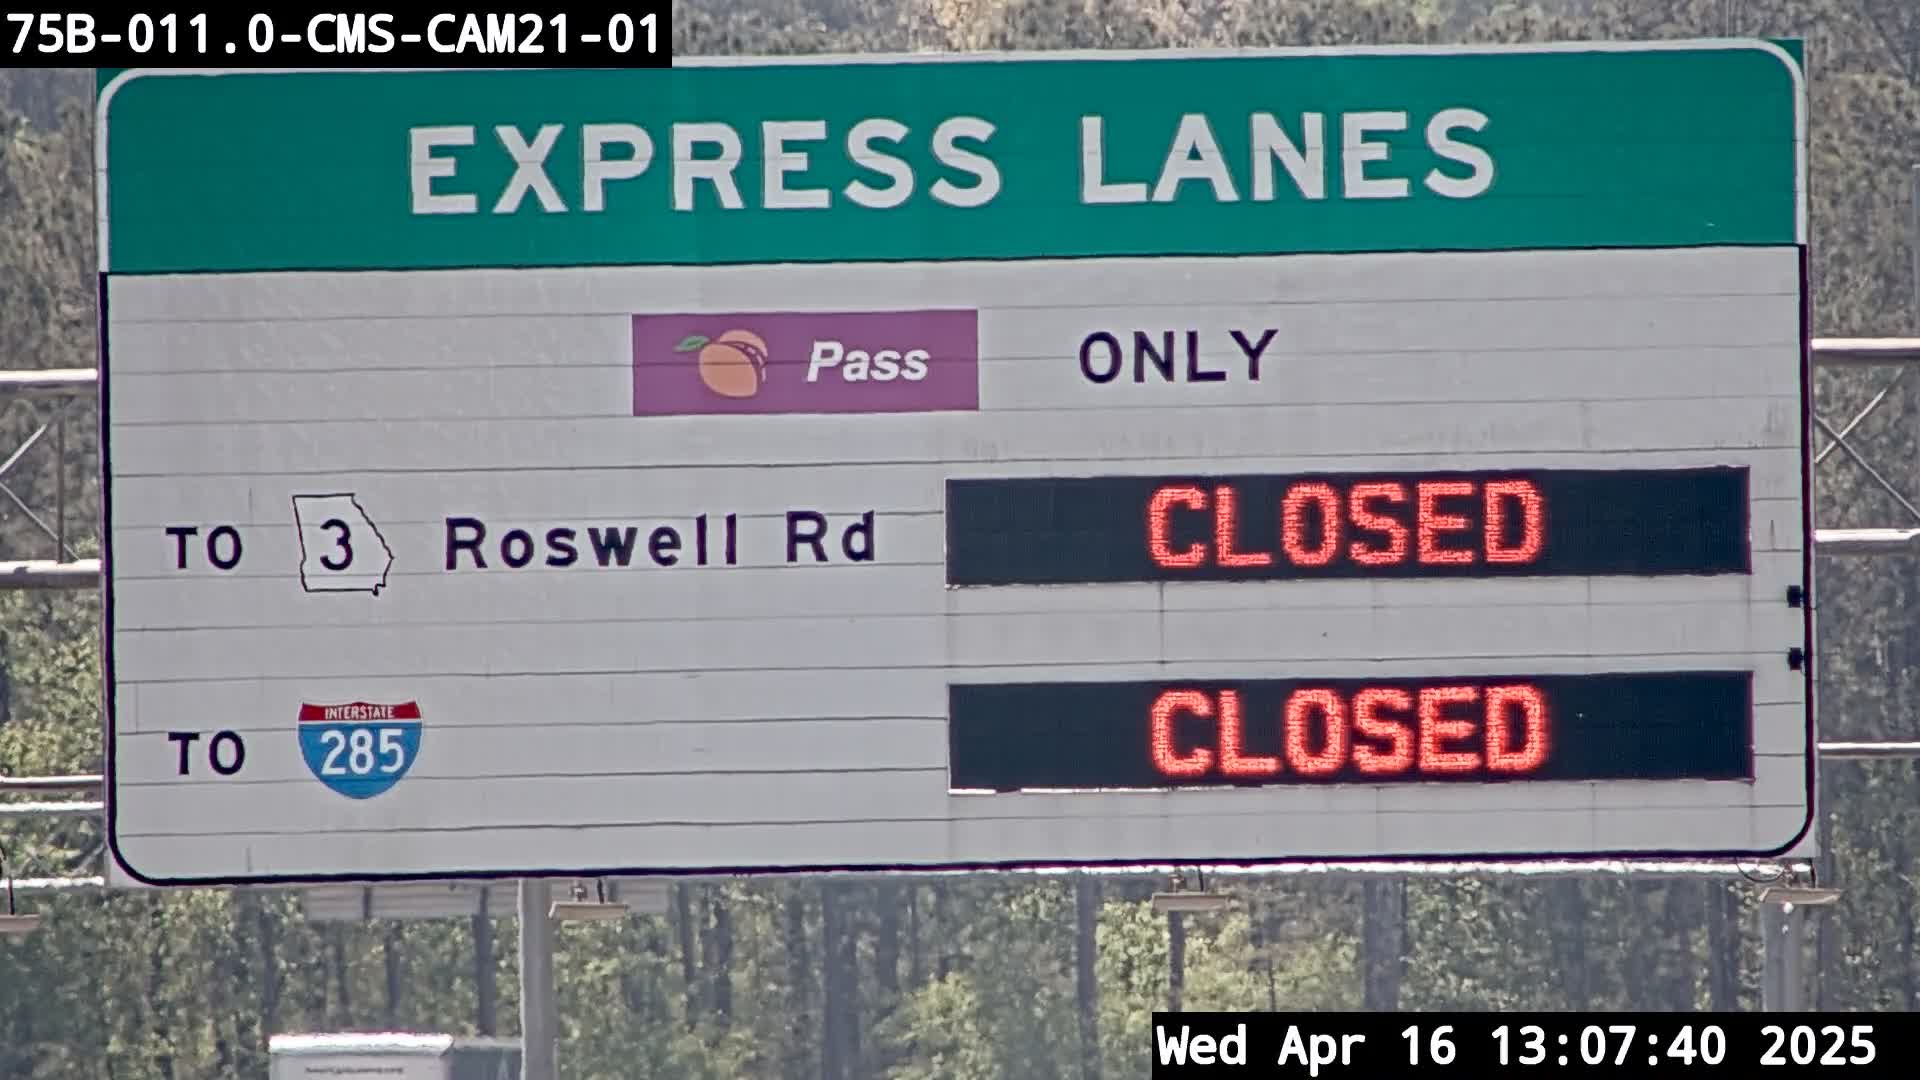 75B-011.0-CMS-CAM21-01
EXPRESS LANES
Pass ONLY
TO 3 Roswell Rd CLOSED
INTERSTATE
TO 285 CLOSED
Wed Apr 16 13:07:40 2025